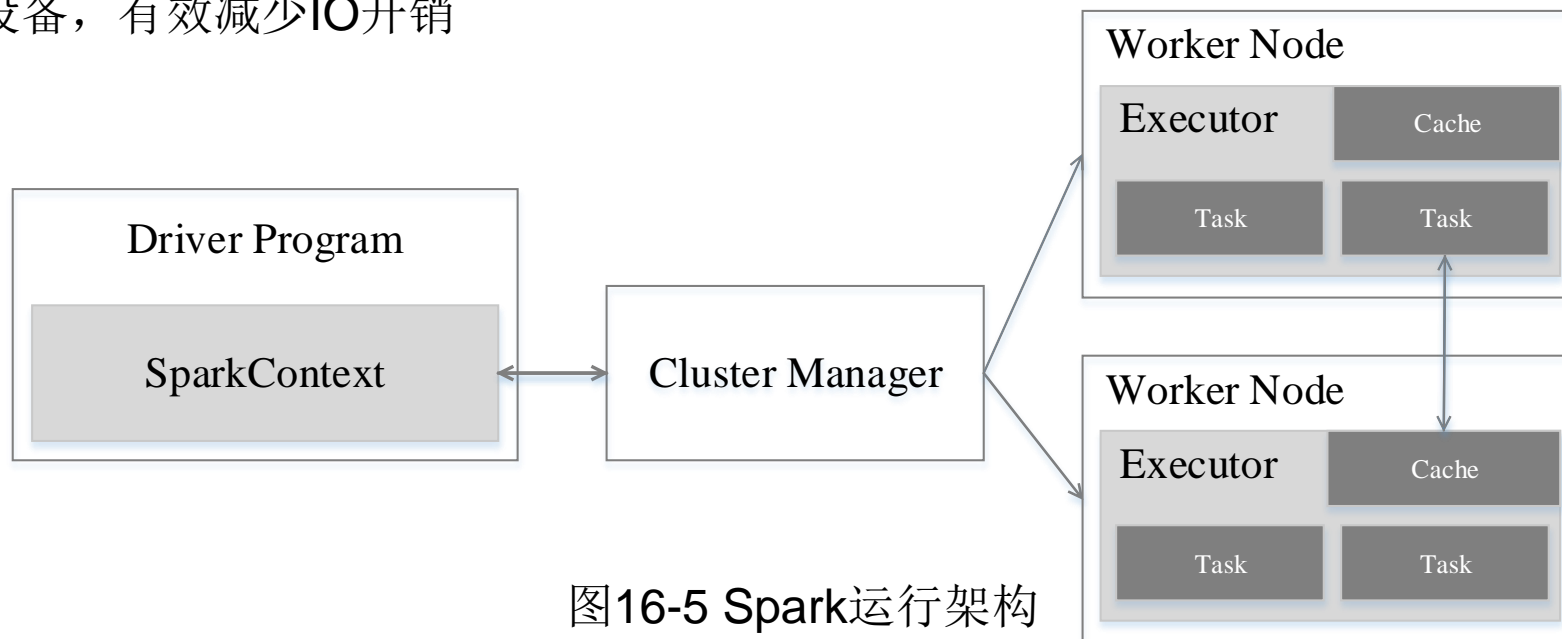 设备，有效减少IO开销
Driver Program
SparkContext
Cluster Manager
Worker Node
Executor
Cache
Task
Task
Worker Node
Executor
Cache
Task
Task
图16-5 Spark运行架构